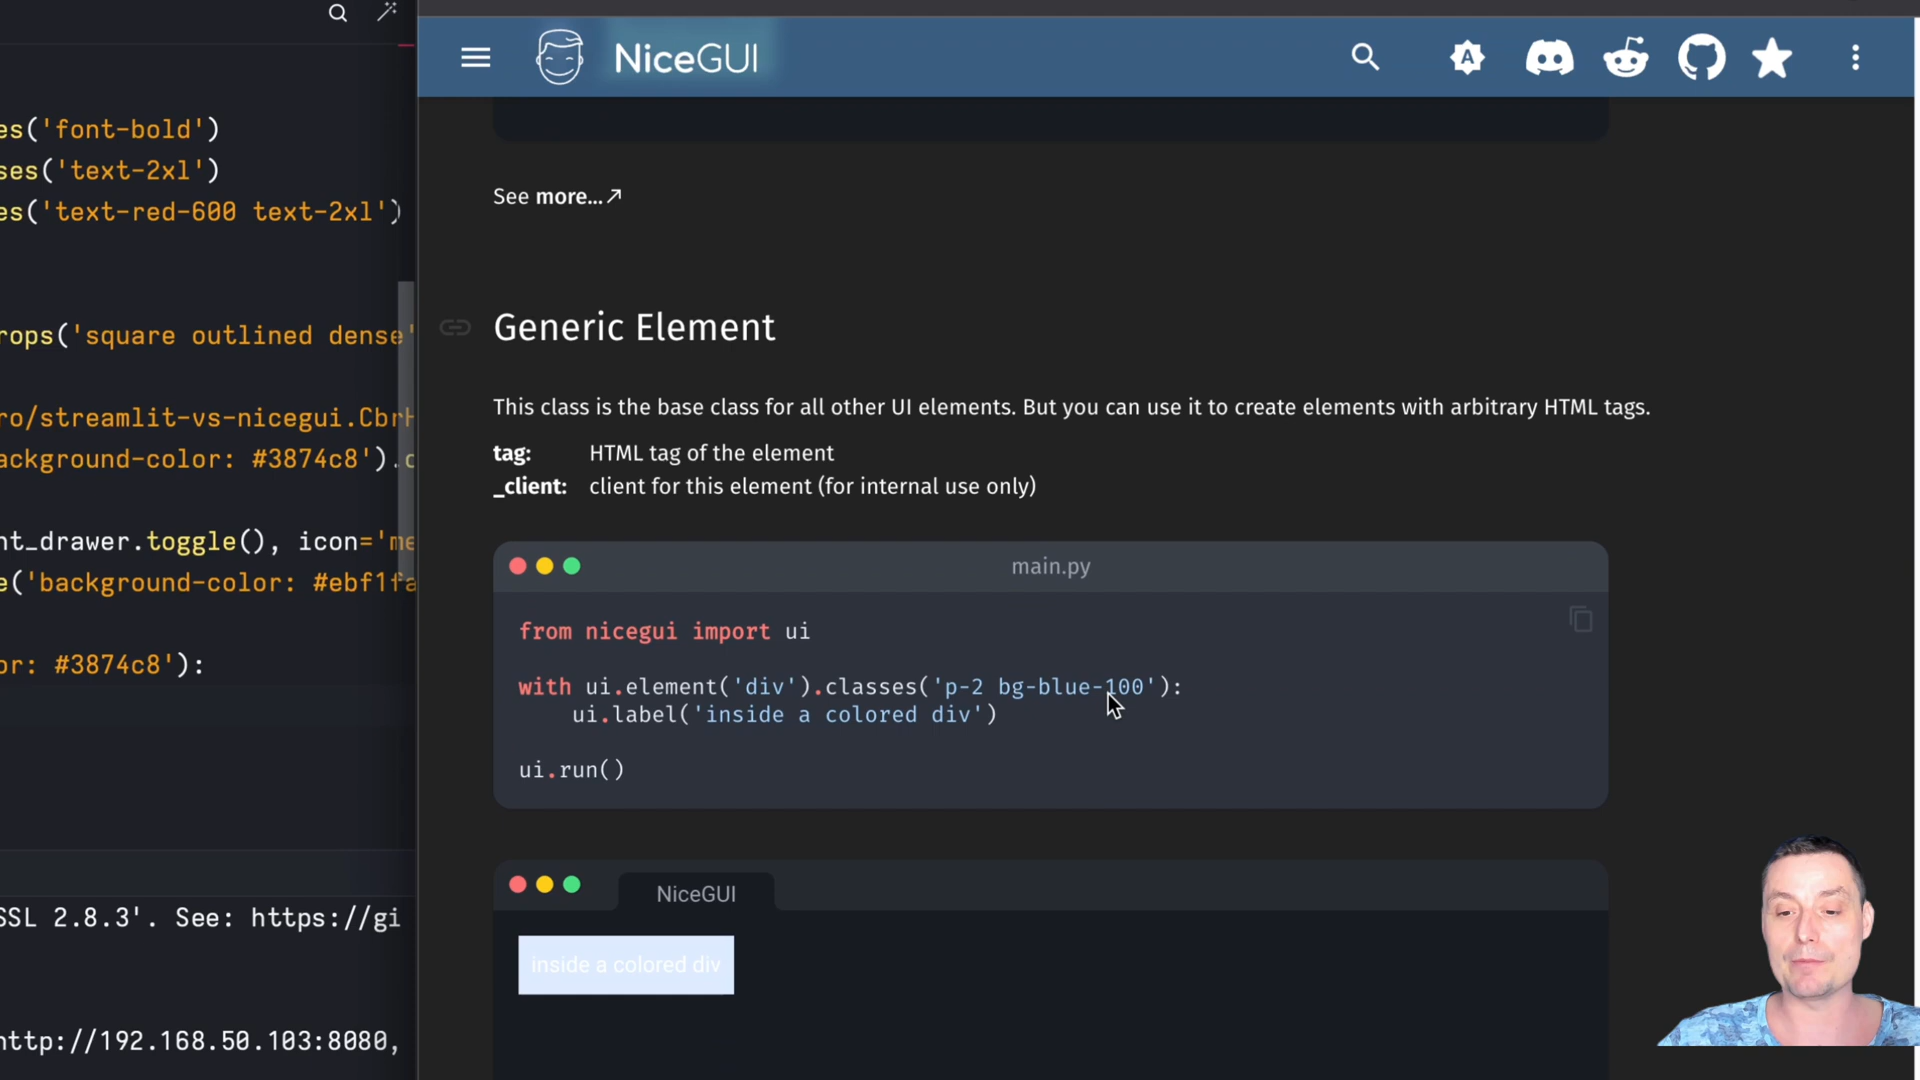 es('font-bold')
ses('text-2xl')
es('text-red-600 text-2xl')
rops('square outlined dense'
ro/streamlit-vs-nicegui.CbrH
ackground-color: #3874c8').c
nt_drawer.toggle(), icon='me
e('background-color: #ebf1fa
or: #3874c8'):
SSL 2.8.3'. See: https://gi
http://192.168.50.103:8080,
NiceGUI
A
See more...
Generic Element
This class is the base class for all other UI elements. But you can use it to create elements with arbitrary HTML tags.
tag: HTML tag of the element
_client: client for this element (for internal use only)
main.py
from nicegui import ui
with ui.element('div').classes('p-2 bg-blue-100'):
ui.label('inside a colored div')
ui.run()
NiceGUI
inside a colored div